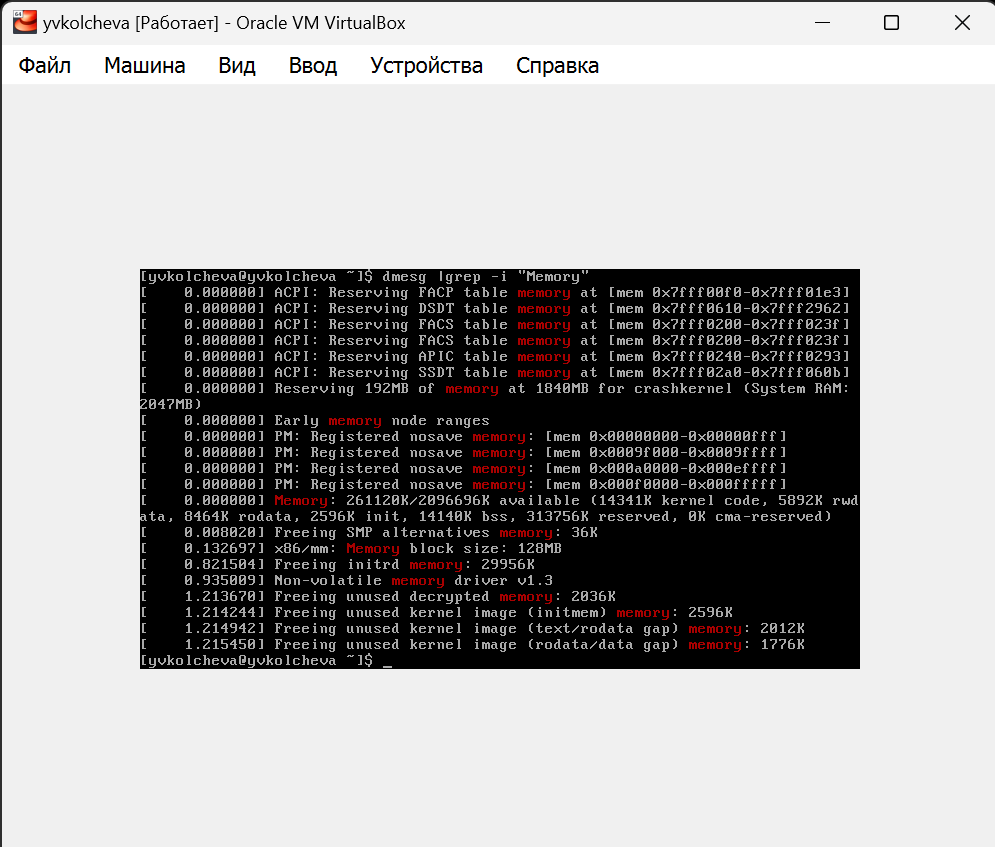 64
yvkolcheva [Работает] - Oracle VM VirtualBox
Файл Машина Вид Ввод Устройства Справка
[yvkolcheva@yvkolcheva ~]$ dmesg |grep -i "Memory"
[    0.000000] ACPI: Reserving FACP table memory at [mem 0x7fff00f0-0x7fff01e3]
[    0.000000] ACPI: Reserving DSDT table memory at [mem 0x7fff0610-0x7fff2962]
[    0.000000] ACPI: Reserving FACS table memory at [mem 0x7fff0200-0x7fff023f]
[    0.000000] ACPI: Reserving FACS table memory at [mem 0x7fff0200-0x7fff023f]
[    0.000000] ACPI: Reserving APIC table memory at [mem 0x7fff0240-0x7fff0293]
[    0.000000] ACPI: Reserving SSDT table memory at [mem 0x7fff02a0-0x7fff060b]
[    0.000000] Reserving 192MB of memory at 1840MB for crashkernel (System RAM:
2047MB)
[    0.000000] Early memory node ranges
[    0.000000] PM: Registered nosave memory: [mem 0x00000000-0x00000fff]
[    0.000000] PM: Registered nosave memory: [mem 0x0009f000-0x0009ffff]
[    0.000000] PM: Registered nosave memory: [mem 0x000a0000-0x000effff]
[    0.000000] PM: Registered nosave memory: [mem 0x000f0000-0x000fffff]
[    0.000000] Memory: 261120K/2096696K available (14341K kernel code, 5892K rwd
ata, 8464K rodata, 2596K init, 14140K bss, 313756K reserved, 0K cma-reserved)
[    0.008020] Freeing SMP alternatives memory: 36K
[    0.132697] x86/mm: Memory block size: 128MB
[    0.821504] Freeing initrd memory: 29956K
[    0.935009] Non-volatile memory driver v1.3
[    1.213670] Freeing unused decrypted memory: 2036K
[    1.214244] Freeing unused kernel image (initmem) memory: 2596K
[    1.214942] Freeing unused kernel image (text/rodata gap) memory: 2012K
[    1.215450] Freeing unused kernel image (rodata/data gap) memory: 1776K
[yvkolcheva@yvkolcheva ~]$ _